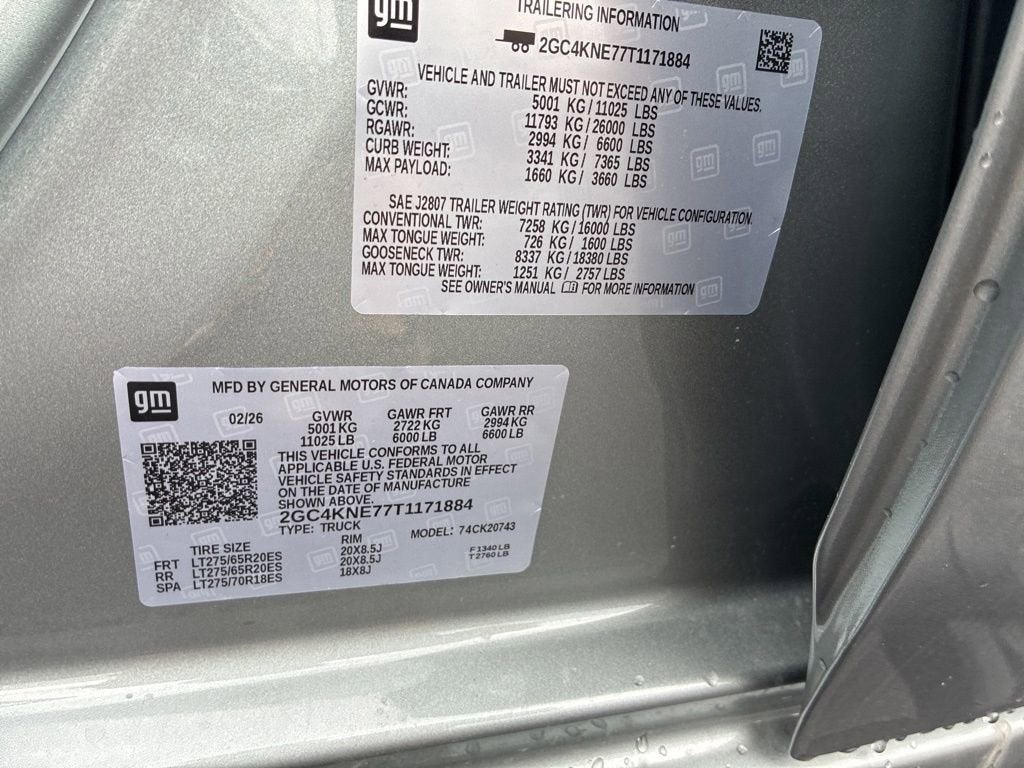 gm
TRAILERING INFORMATION
2GC4KNE77T1171884
VEHICLE AND TRAILER MUST NOT EXCEED ANY OF THESE VALUES.
GVWR: 5001 KG/11025 LBS
GCWR: 11793 KG/26000 LBS
RGAWR: 2994 KG/ 6600 LBS
CURB WEIGHT: 3341 KG/ 7365 LBS
MAX PAYLOAD: 1660 KG/ 3660 LBS
SAE J2807 TRAILER WEIGHT RATING (TWR) FOR VEHICLE CONFIGURATION.
CONVENTIONAL TWR: 7258 KG/16000 LBS
MAX TONGUE WEIGHT: 726 KG/ 1600 LBS
GOOSENECK TWR: 8337 KG/18380 LBS
MAX TONGUE WEIGHT: 1251 KG/ 2757 LBS
SEE OWNER'S MANUAL FOR MORE INFORMATION
gm
MFD BY GENERAL MOTORS OF CANADA COMPANY
02/26 GVWR GAWR FRT GAWR RR
5001 KG 2722 KG 2994 KG
11025 LB 6000 LB 6600 LB
THIS VEHICLE CONFORMS TO ALL
APPLICABLE U.S. FEDERAL MOTOR
VEHICLE SAFETY STANDARDS IN EFFECT
ON THE DATE OF MANUFACTURE
SHOWN ABOVE.
2GC4KNE77T1171884
TYPE: TRUCK MODEL: 74CK20743
TIRE SIZE RIM
FRT LT275/65R20ES 20X8.5J F1340 LB
RR LT275/65R20ES 20X8.5J T2760 LB
SPA LT275/70R18ES 18X8J